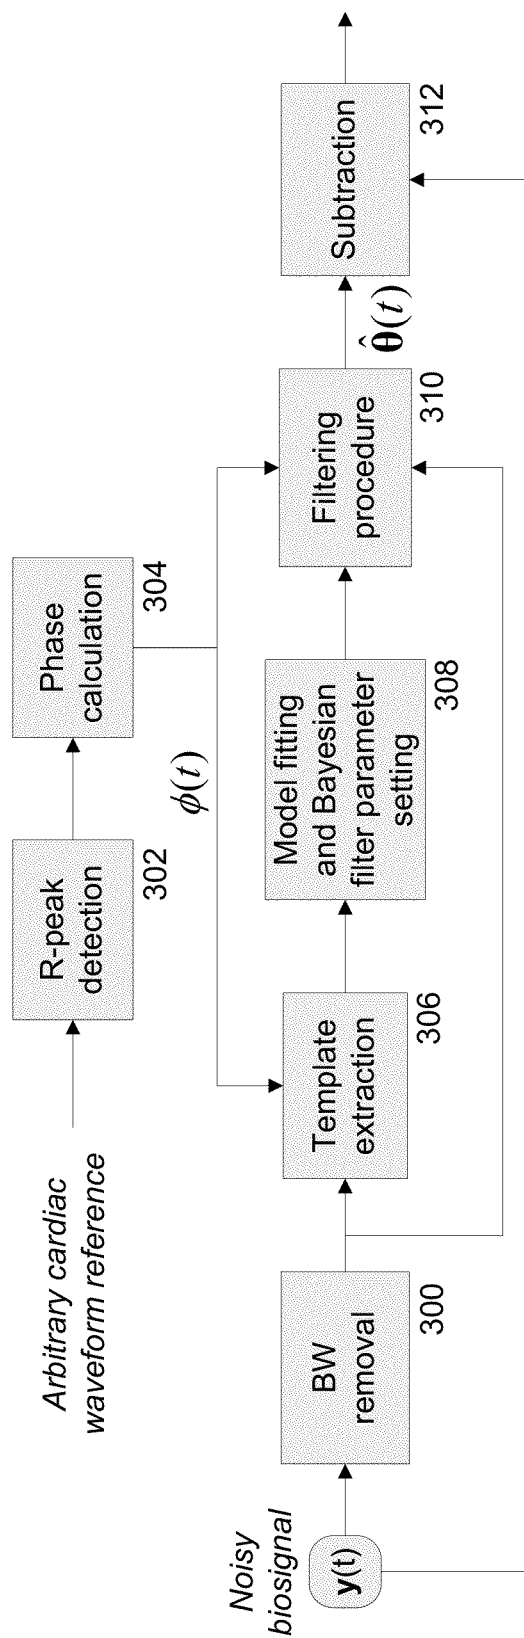 Arbitrary cardiac
waveform reference
R-peak
detection
302
Phase
calculation
304
ϕ(t)
Noisy
biosignal
y(t)
BW
removal
300
Template
extraction
306
Model fitting
and Bayesian
filter parameter
setting
308
Filtering
procedure
310
θ̂(t)
Subtraction
312